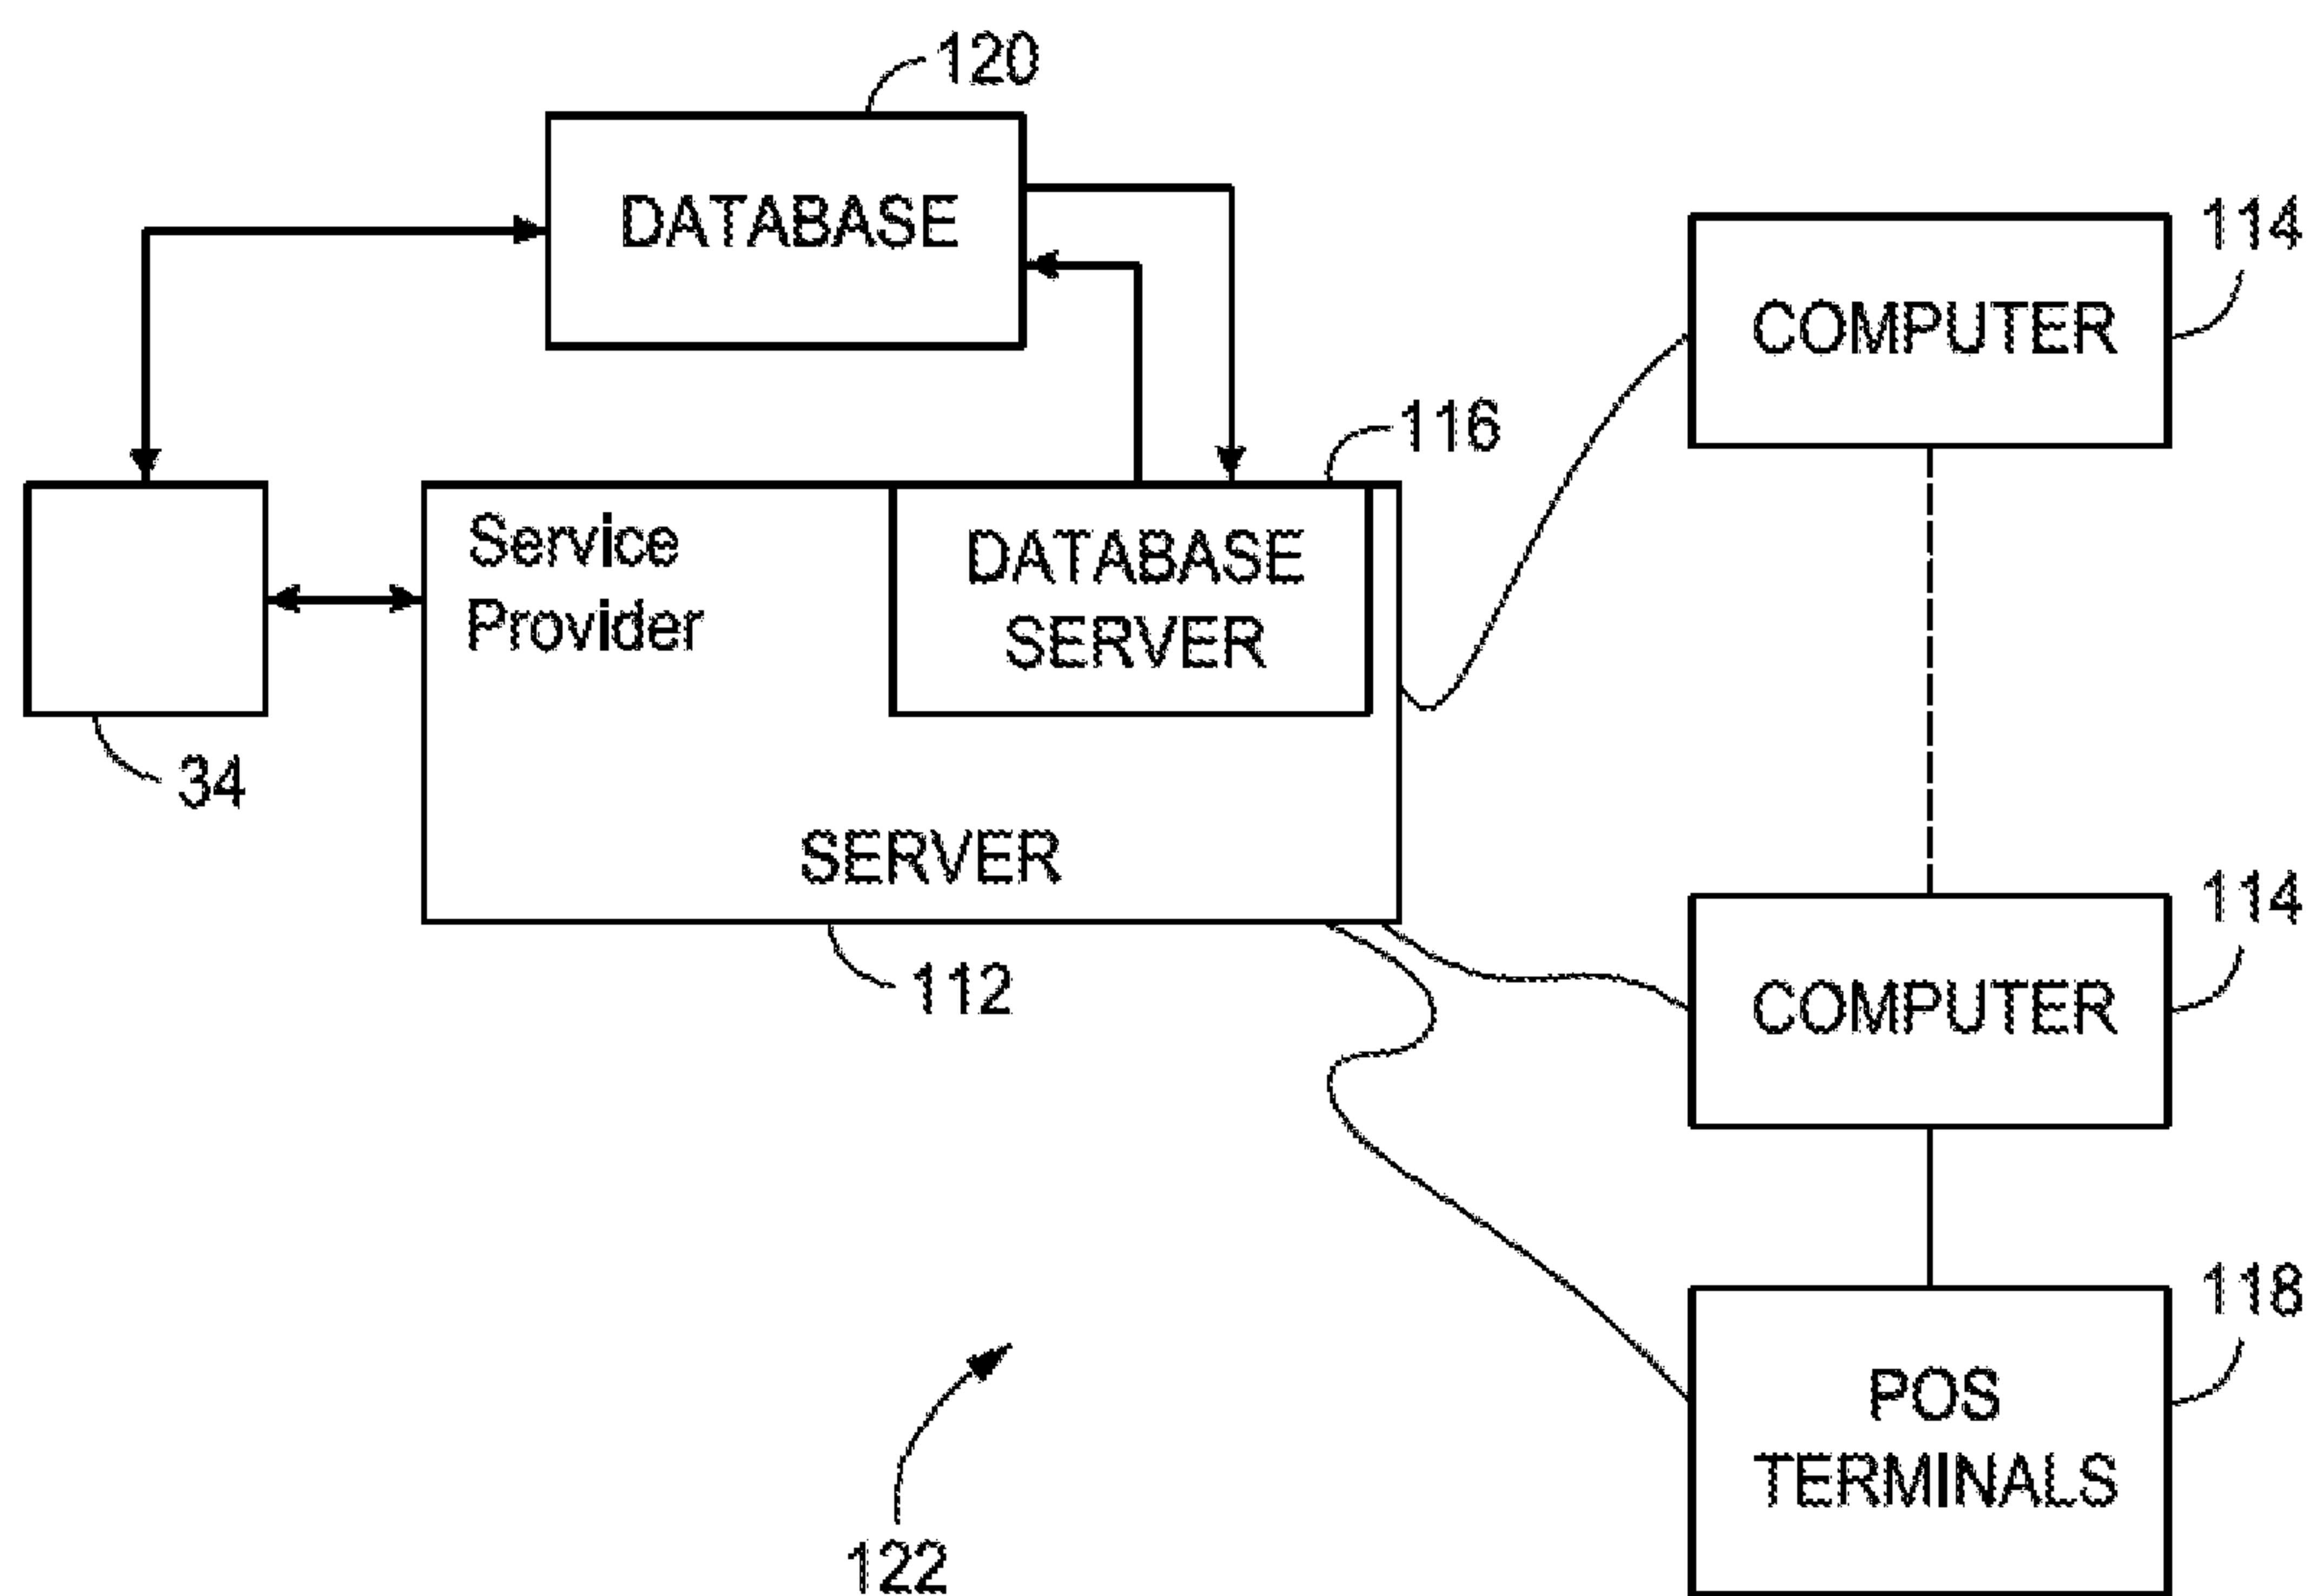 120
DATABASE
114
COMPUTER
116
Service
Provider
DATABASE
SERVER
34
SERVER
112
114
COMPUTER
118
POS
TERMINALS
122